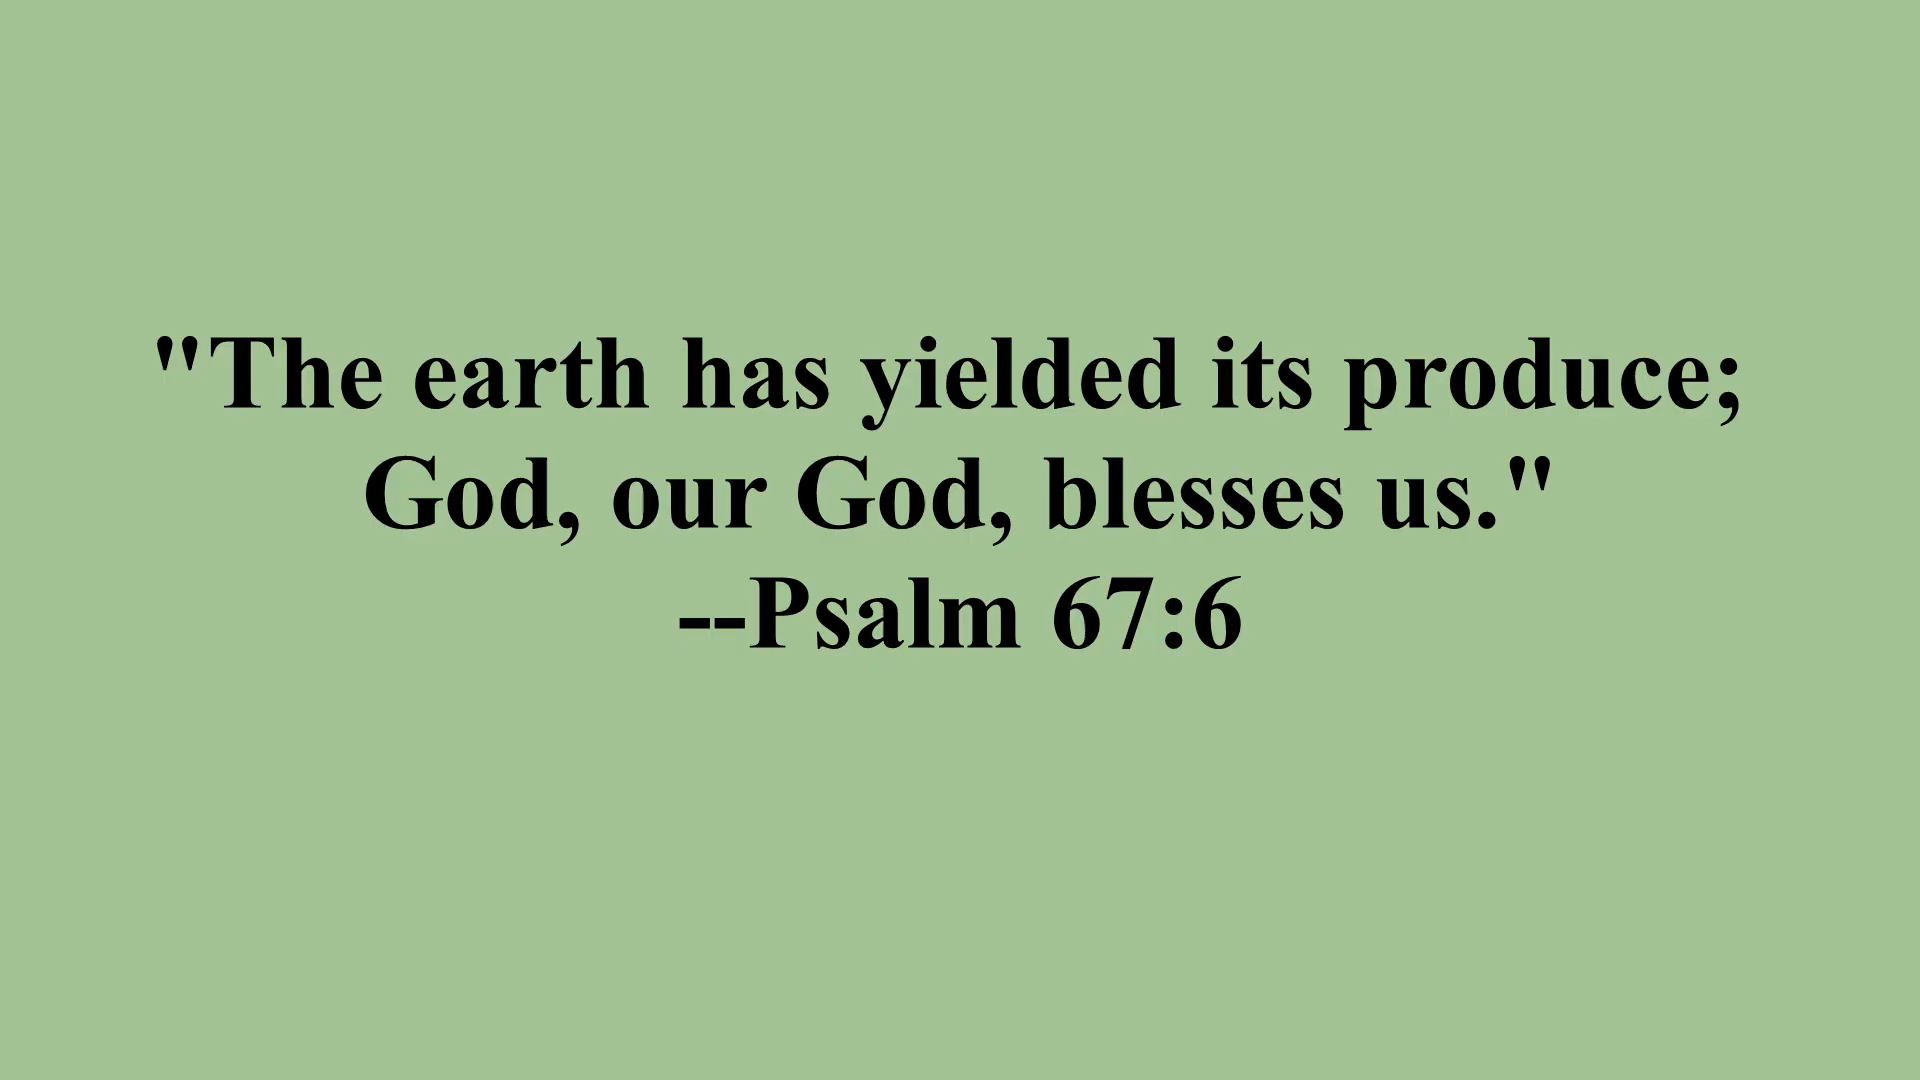 "The earth has yielded its produce;
God, our God, blesses us."
--Psalm 67:6